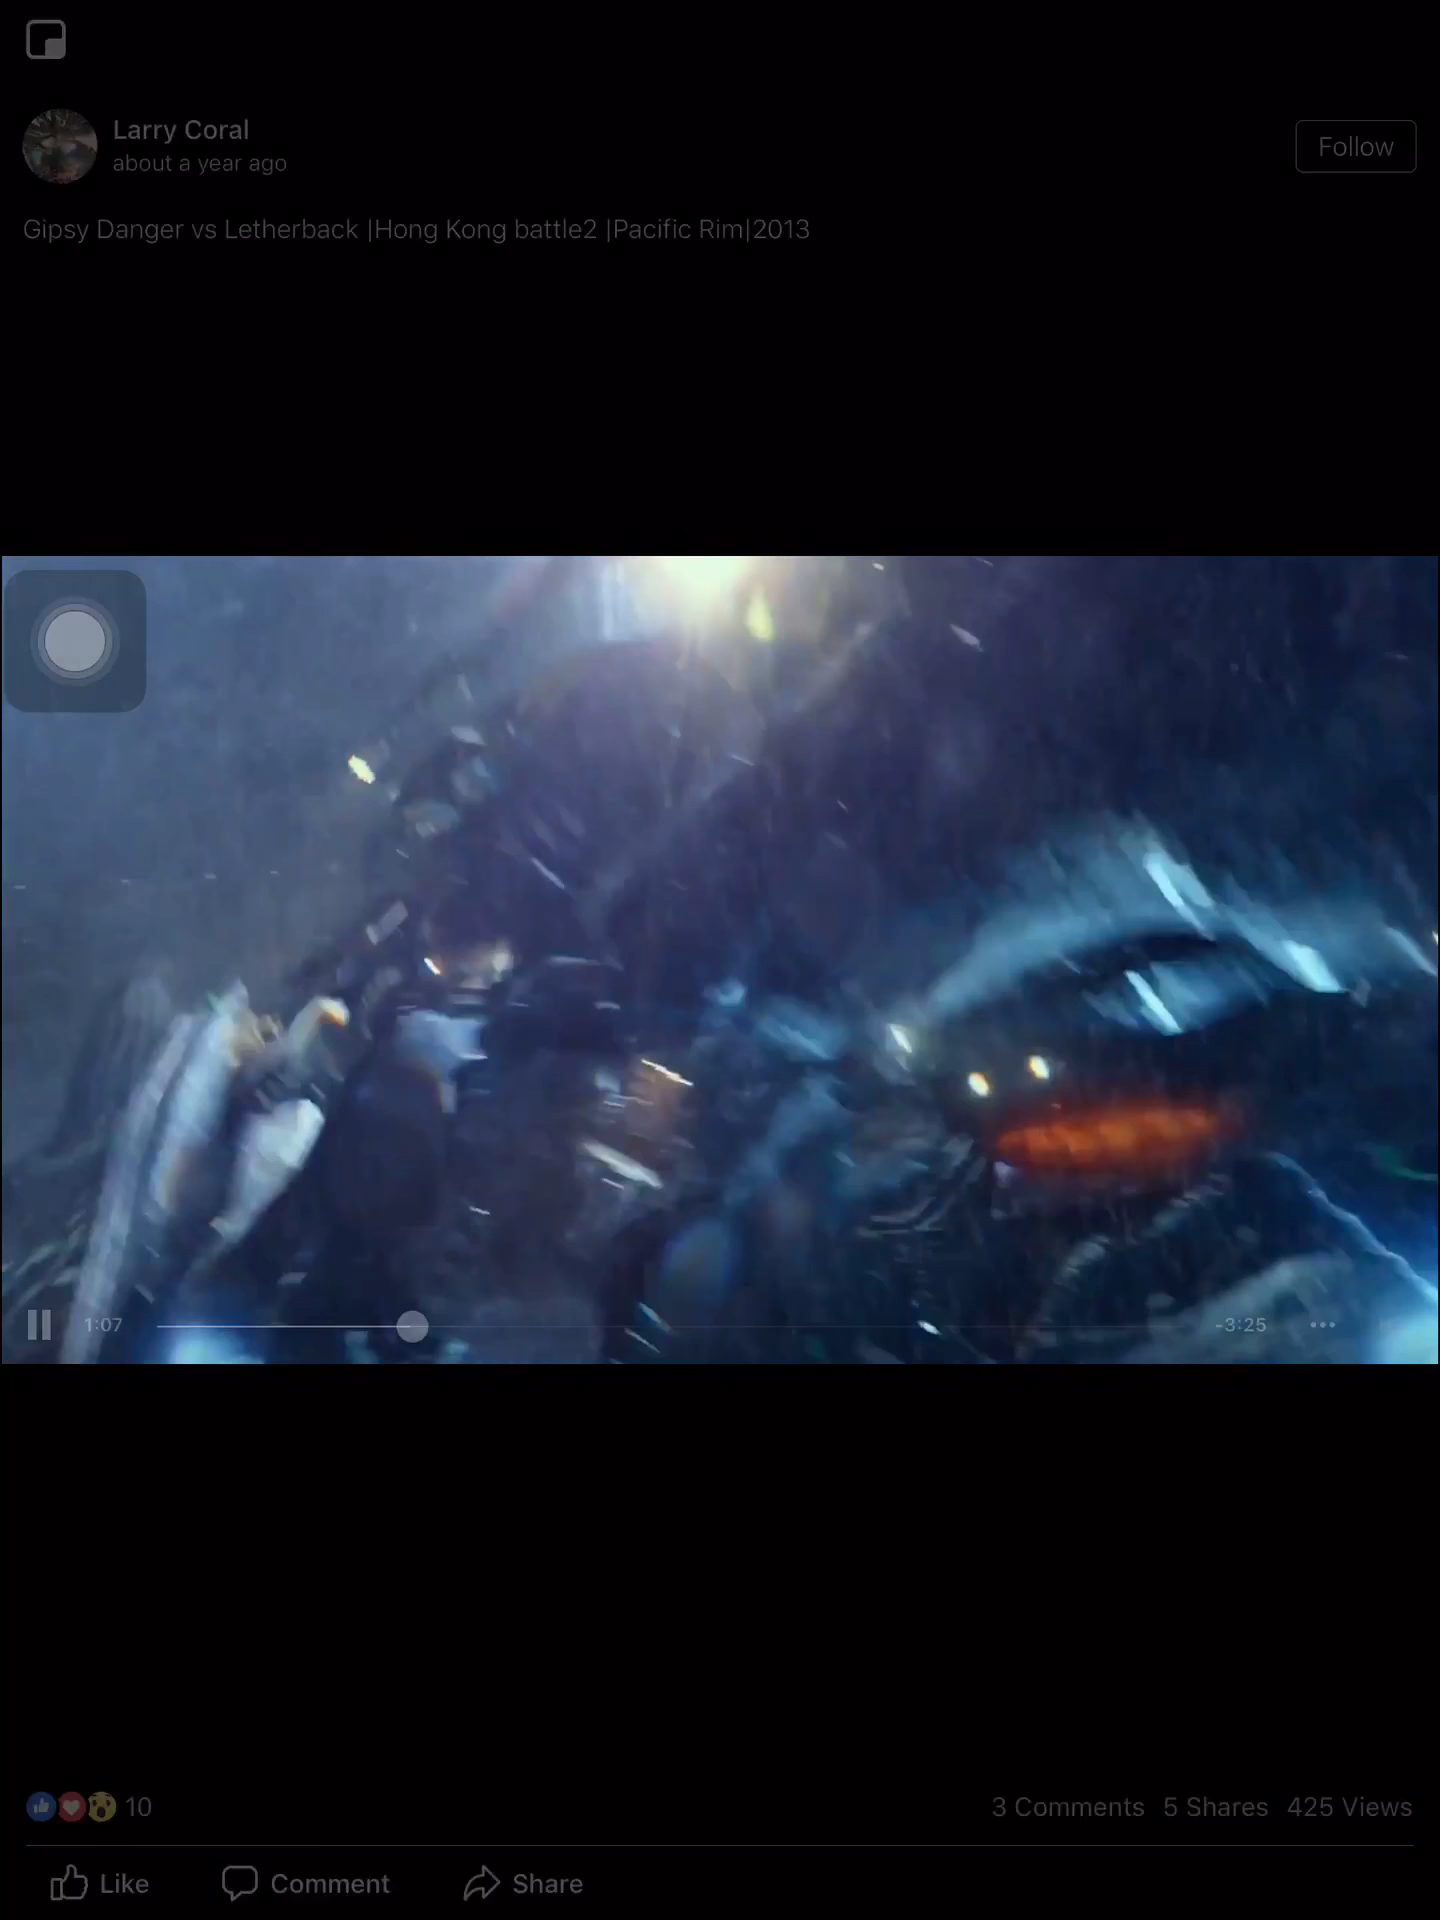 Larry Coral
about a year ago
Follow
Gipsy Danger vs Letherback |Hong Kong battle2 |Pacific Rim|2013
1:07
-3:25
10
3 Comments 5 Shares 425 Views
Like
Comment
Share